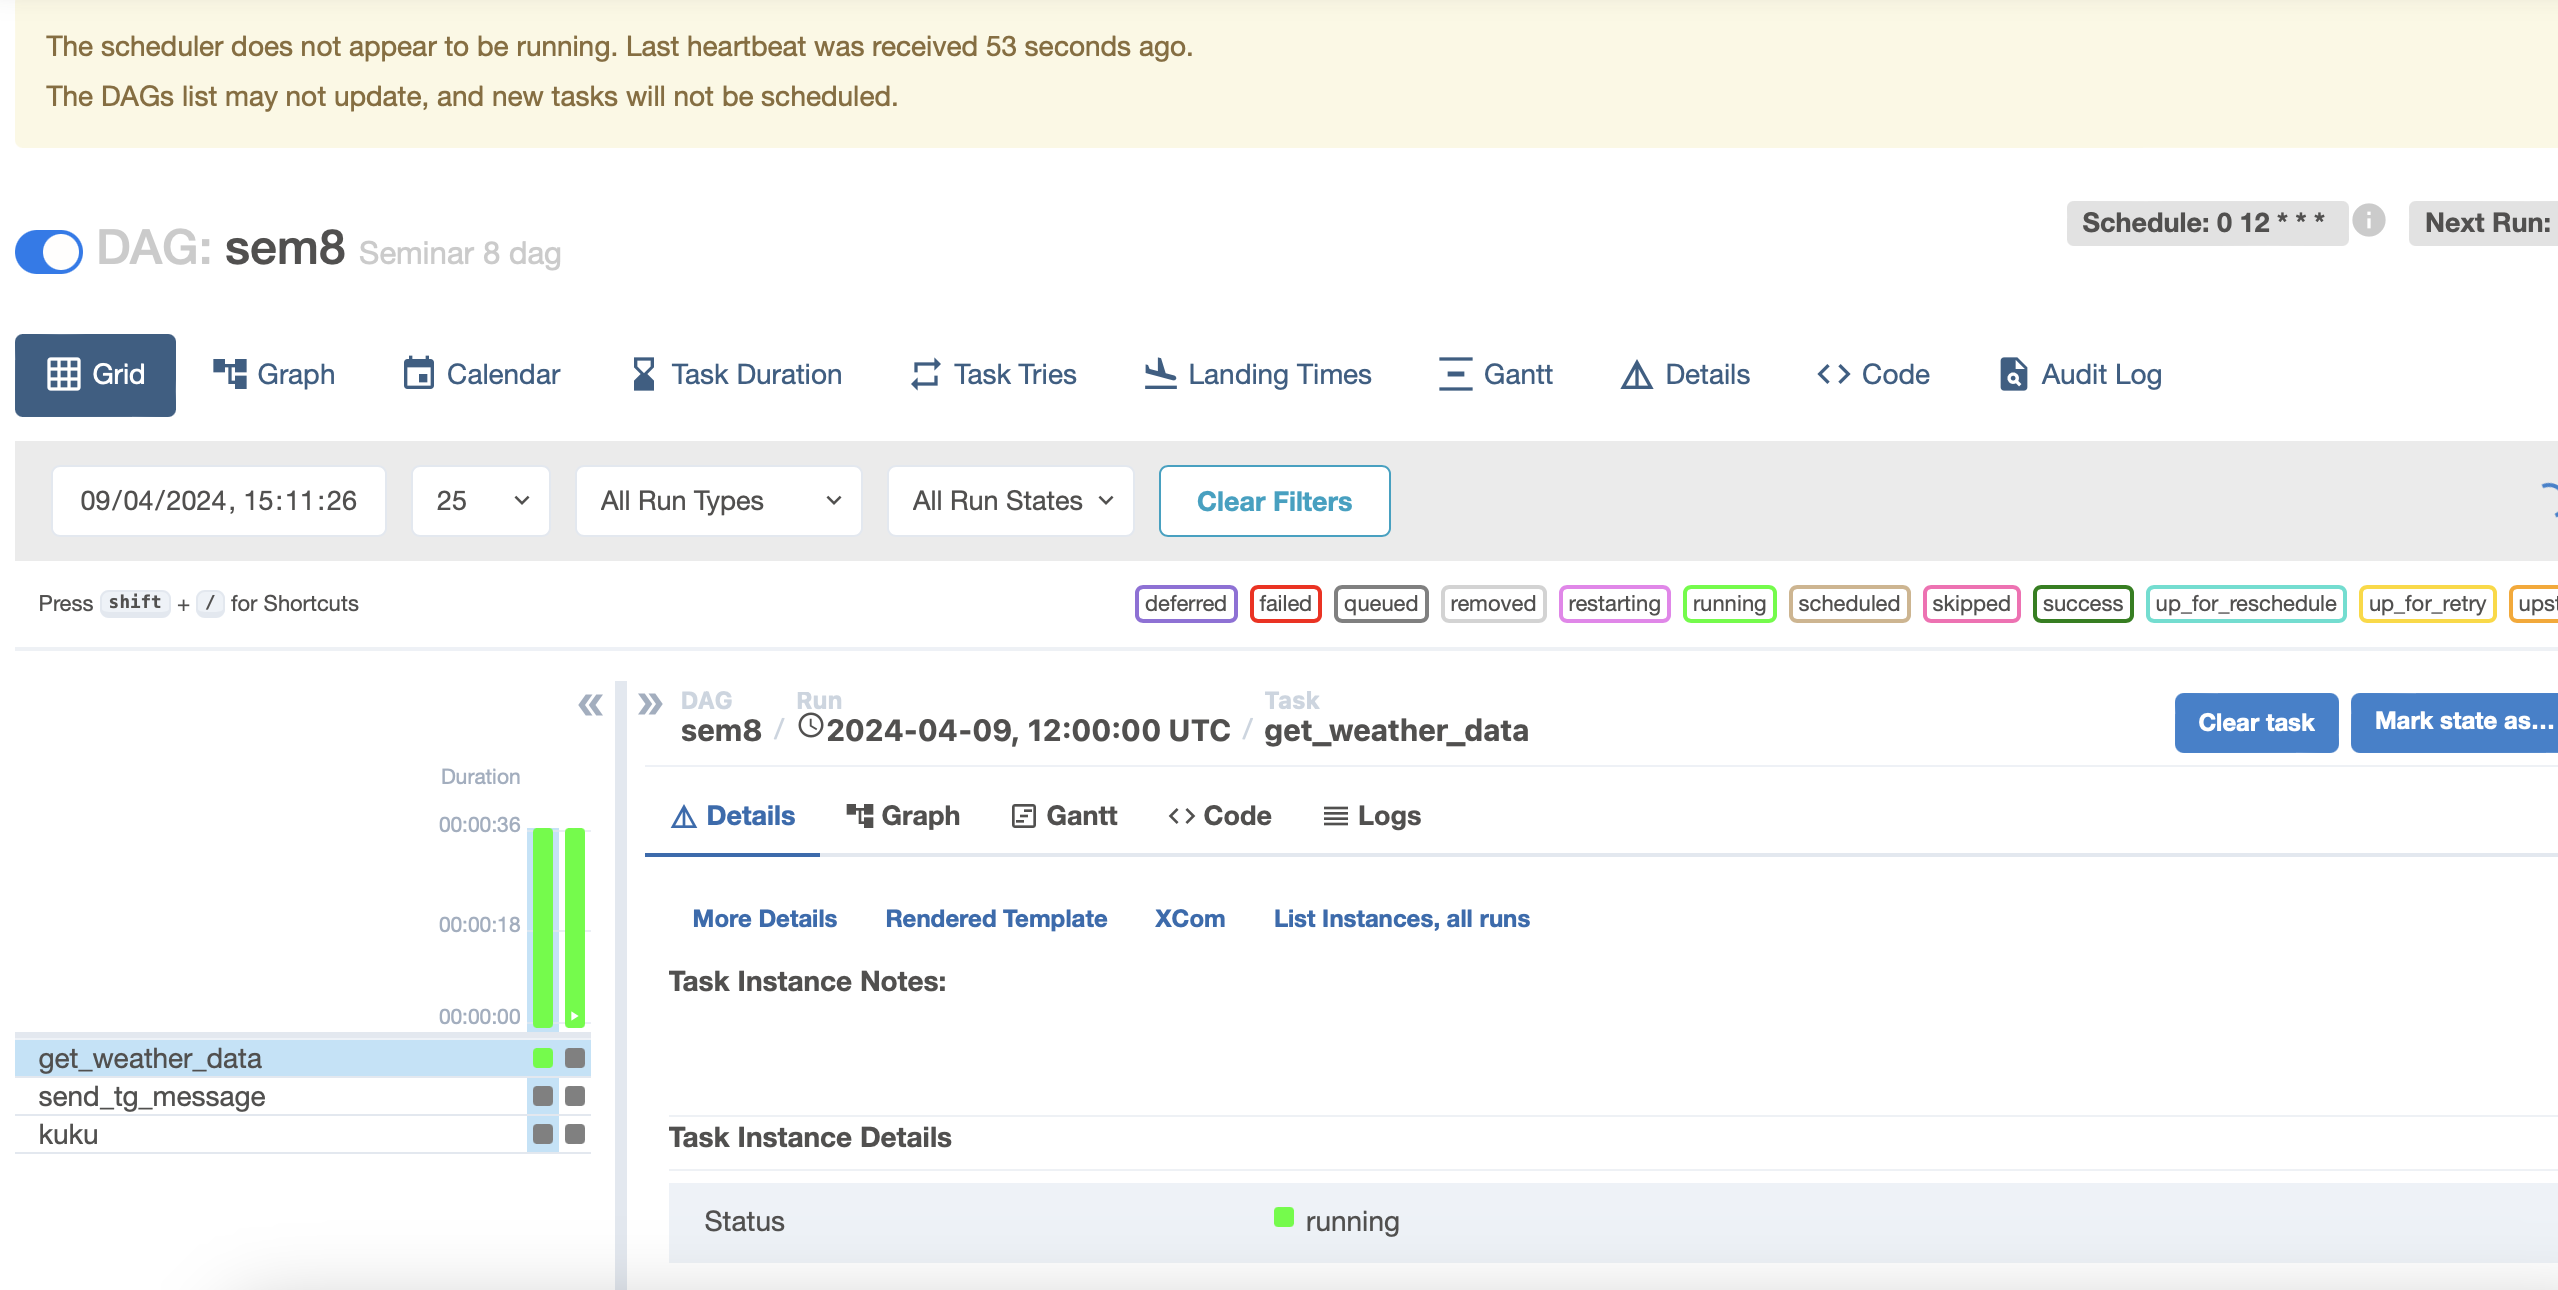 The scheduler does not appear to be running. Last heartbeat was received 53 seconds ago.
The DAGs list may not update, and new tasks will not be scheduled.
Schedule: 0 12 * * *
Next Run:
DAG: sem8 Seminar 8 dag
Grid Graph Calendar Task Duration Task Tries Landing Times Gantt Details Code Audit Log
09/04/2024, 15:11:26 25 All Run Types All Run States Clear Filters
Press shift + / for Shortcuts
deferred failed queued removed restarting running scheduled skipped success up_for_reschedule up_for_retry upst
DAG Run Task
sem8 / 2024-04-09, 12:00:00 UTC / get_weather_data
Clear task Mark state as...
Duration
00:00:36
00:00:18
00:00:00
get_weather_data
send_tg_message
kuku
Details Graph Gantt Code Logs
More Details Rendered Template XCom List Instances, all runs
Task Instance Notes:
Task Instance Details
Status running